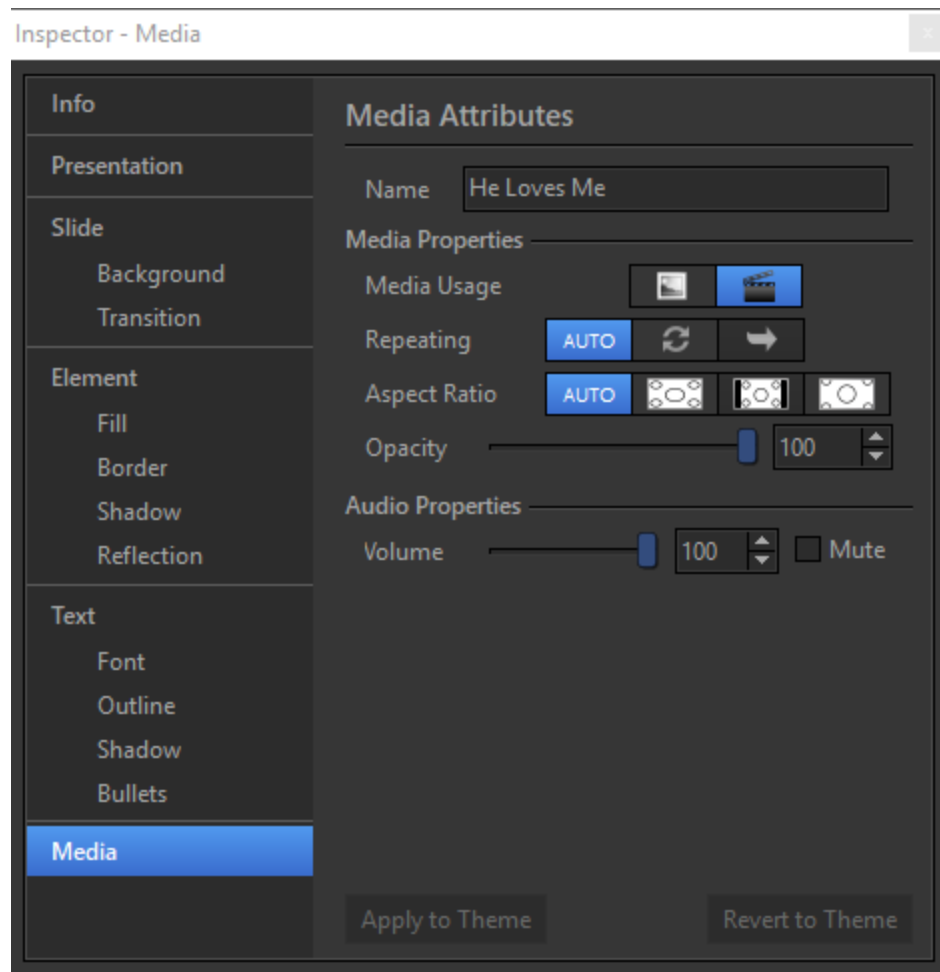 Inspector - Media
x
Info
Presentation
Slide
Background
Transition
Element
Fill
Border
Shadow
Reflection
Text
Font
Outline
Shadow
Bullets
Media
Media Attributes
Name He Loves Me
Media Properties
Media Usage
Repeating AUTO
Aspect Ratio AUTO
Opacity 100
Audio Properties
Volume 100 Mute
Apply to Theme Revert to Theme